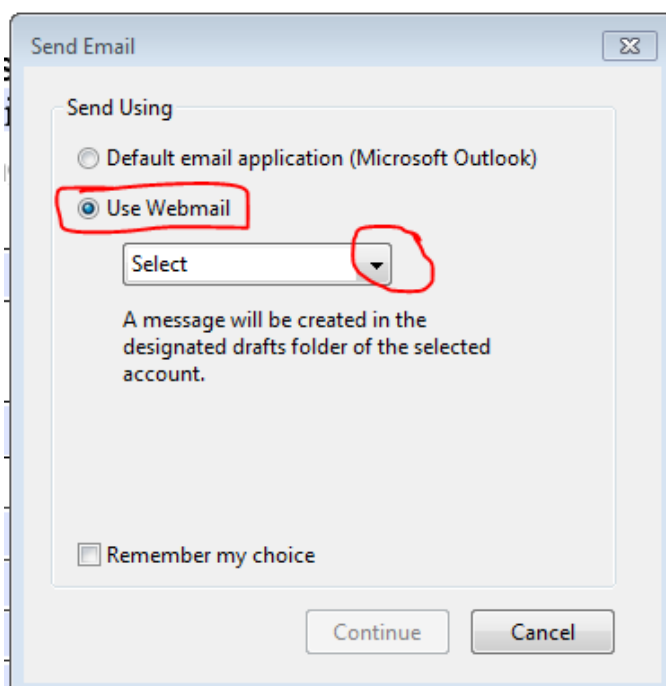 Send Email
Send Using
Default email application (Microsoft Outlook)
Use Webmail
Select
A message will be created in the
designated drafts folder of the selected
account.
Remember my choice
Continue
Cancel